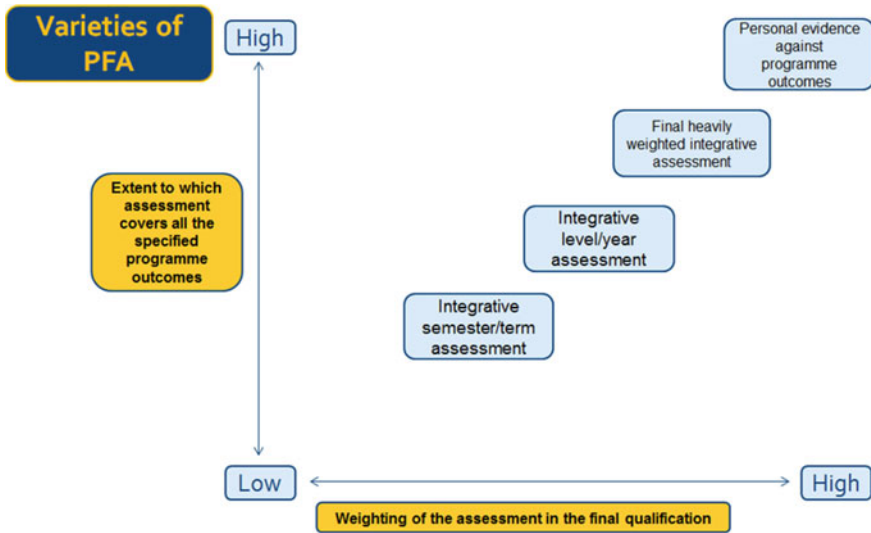 Varieties of
PFA
High
Personal evidence
against
programme
outcomes
Final heavily
weighted integrative
assessment
Extent to which
assessment
covers all the
specified
programme
outcomes
Integrative
level/year
assessment
Integrative
semester/term
assessment
Low
High
Weighting of the assessment in the final qualification